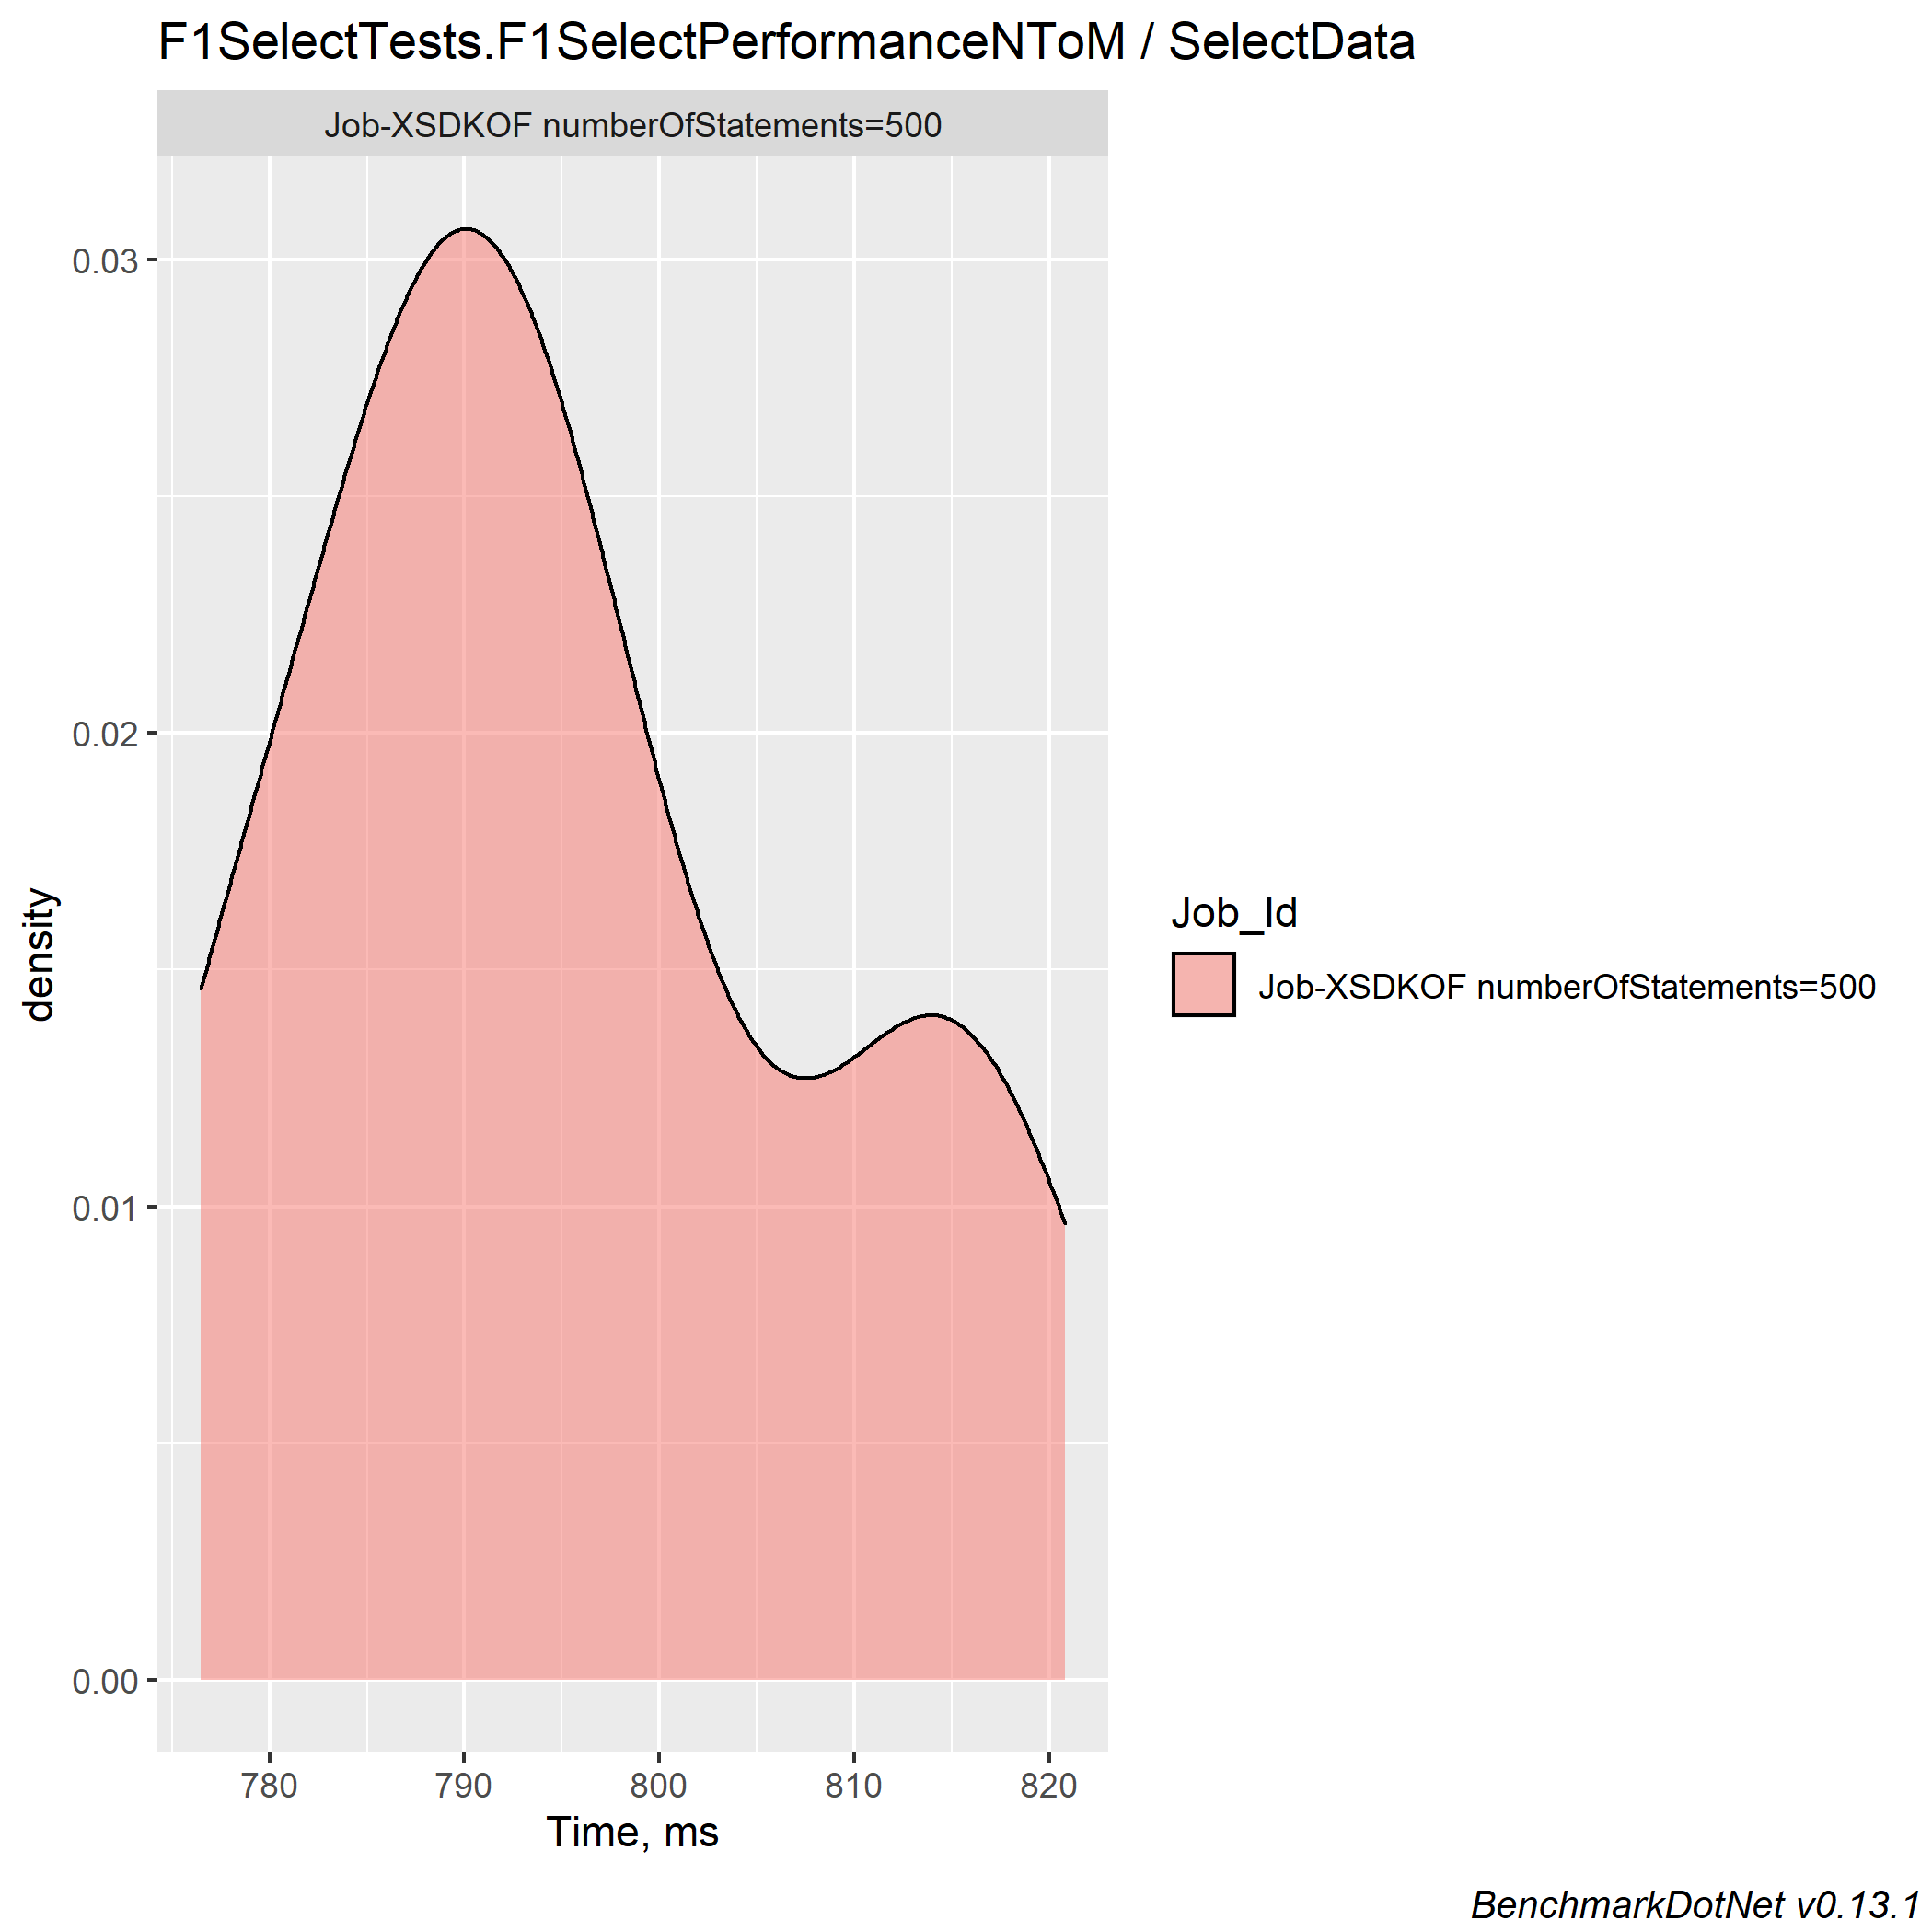 F1SelectTests.F1SelectPerformanceNToM / SelectData
Job-XSDKOF numberOfStatements=500
0.03
0.02
0.01
0.00
density
780 790 800 810 820
Time, ms
Job_Id
Job-XSDKOF numberOfStatements=500
BenchmarkDotNet v0.13.1